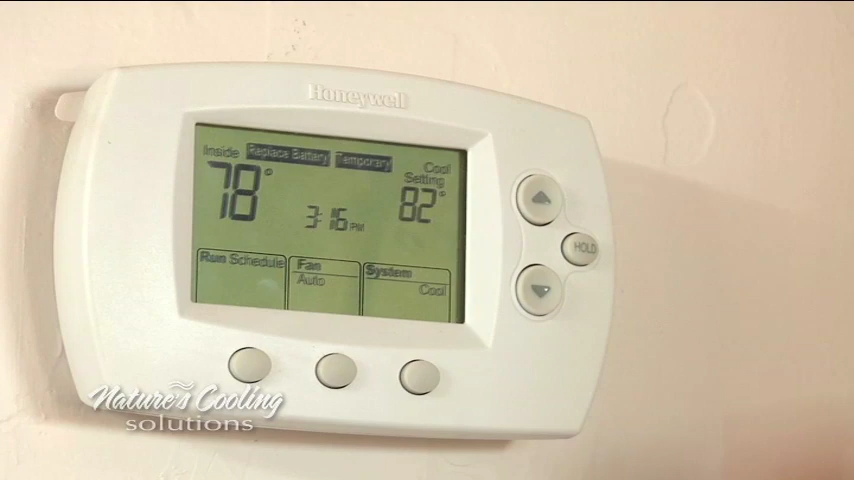 Honeywell
Inside Replace Battery Temporary Cool
Setting
78° 3:16 PM 82°
HOLD
Run Schedule Fan System
Auto Cool
Nature's Cooling
solutions